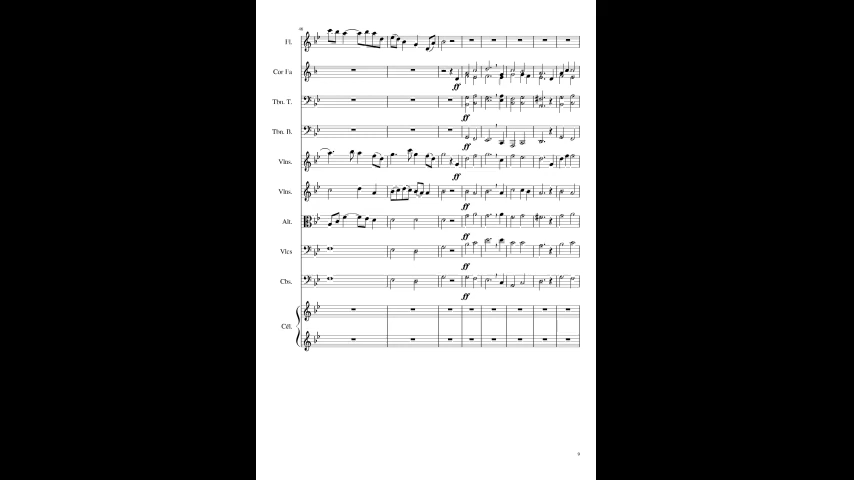 Fl.
Cor Fa
ff
Tbn. T.
ff
Tbn. B.
ff
Vlns.
ff
Vlns.
ff
Alt.
ff
Vlcs
ff
Cbs.
ff
Cél.